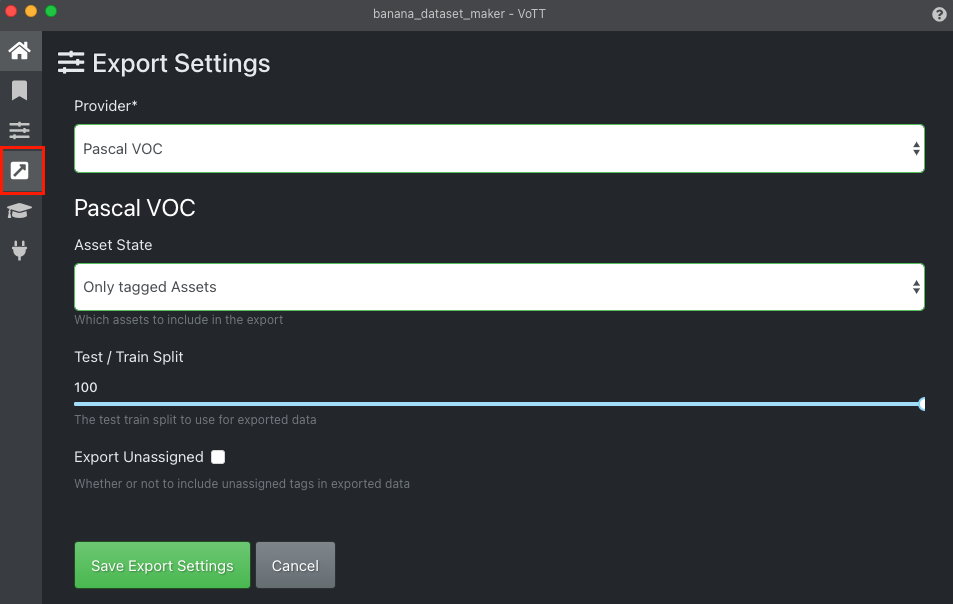 banana_dataset_maker - VoTT
?
Export Settings
Provider*
Pascal VOC
Pascal VOC
Asset State
Only tagged Assets
Which assets to include in the export
Test / Train Split
100
The test train split to use for exported data
Export Unassigned
Whether or not to include unassigned tags in exported data
Save Export Settings
Cancel